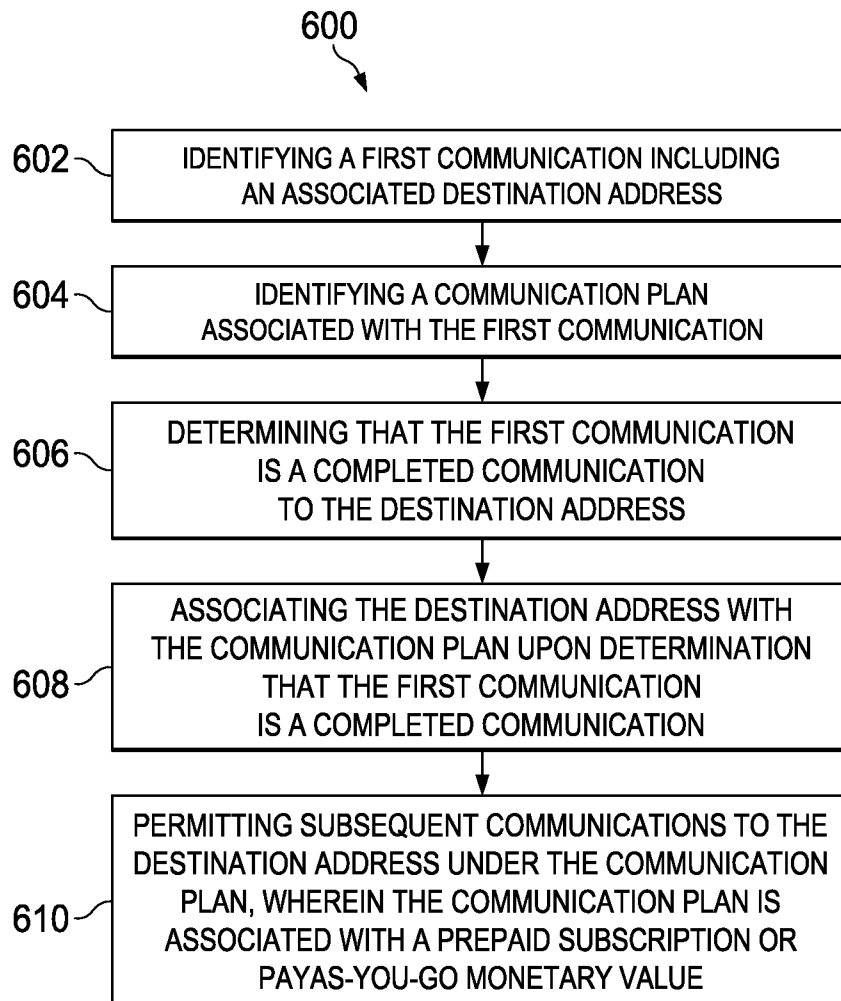 600
602
IDENTIFYING A FIRST COMMUNICATION INCLUDING
AN ASSOCIATED DESTINATION ADDRESS
604
IDENTIFYING A COMMUNICATION PLAN
ASSOCIATED WITH THE FIRST COMMUNICATION
606
DETERMINING THAT THE FIRST COMMUNICATION
IS A COMPLETED COMMUNICATION
TO THE DESTINATION ADDRESS
608
ASSOCIATING THE DESTINATION ADDRESS WITH
THE COMMUNICATION PLAN UPON DETERMINATION
THAT THE FIRST COMMUNICATION
IS A COMPLETED COMMUNICATION
610
PERMITTING SUBSEQUENT COMMUNICATIONS TO THE
DESTINATION ADDRESS UNDER THE COMMUNICATION
PLAN, WHEREIN THE COMMUNICATION PLAN IS
ASSOCIATED WITH A PREPAID SUBSCRIPTION OR
PAYAS-YOU-GO MONETARY VALUE